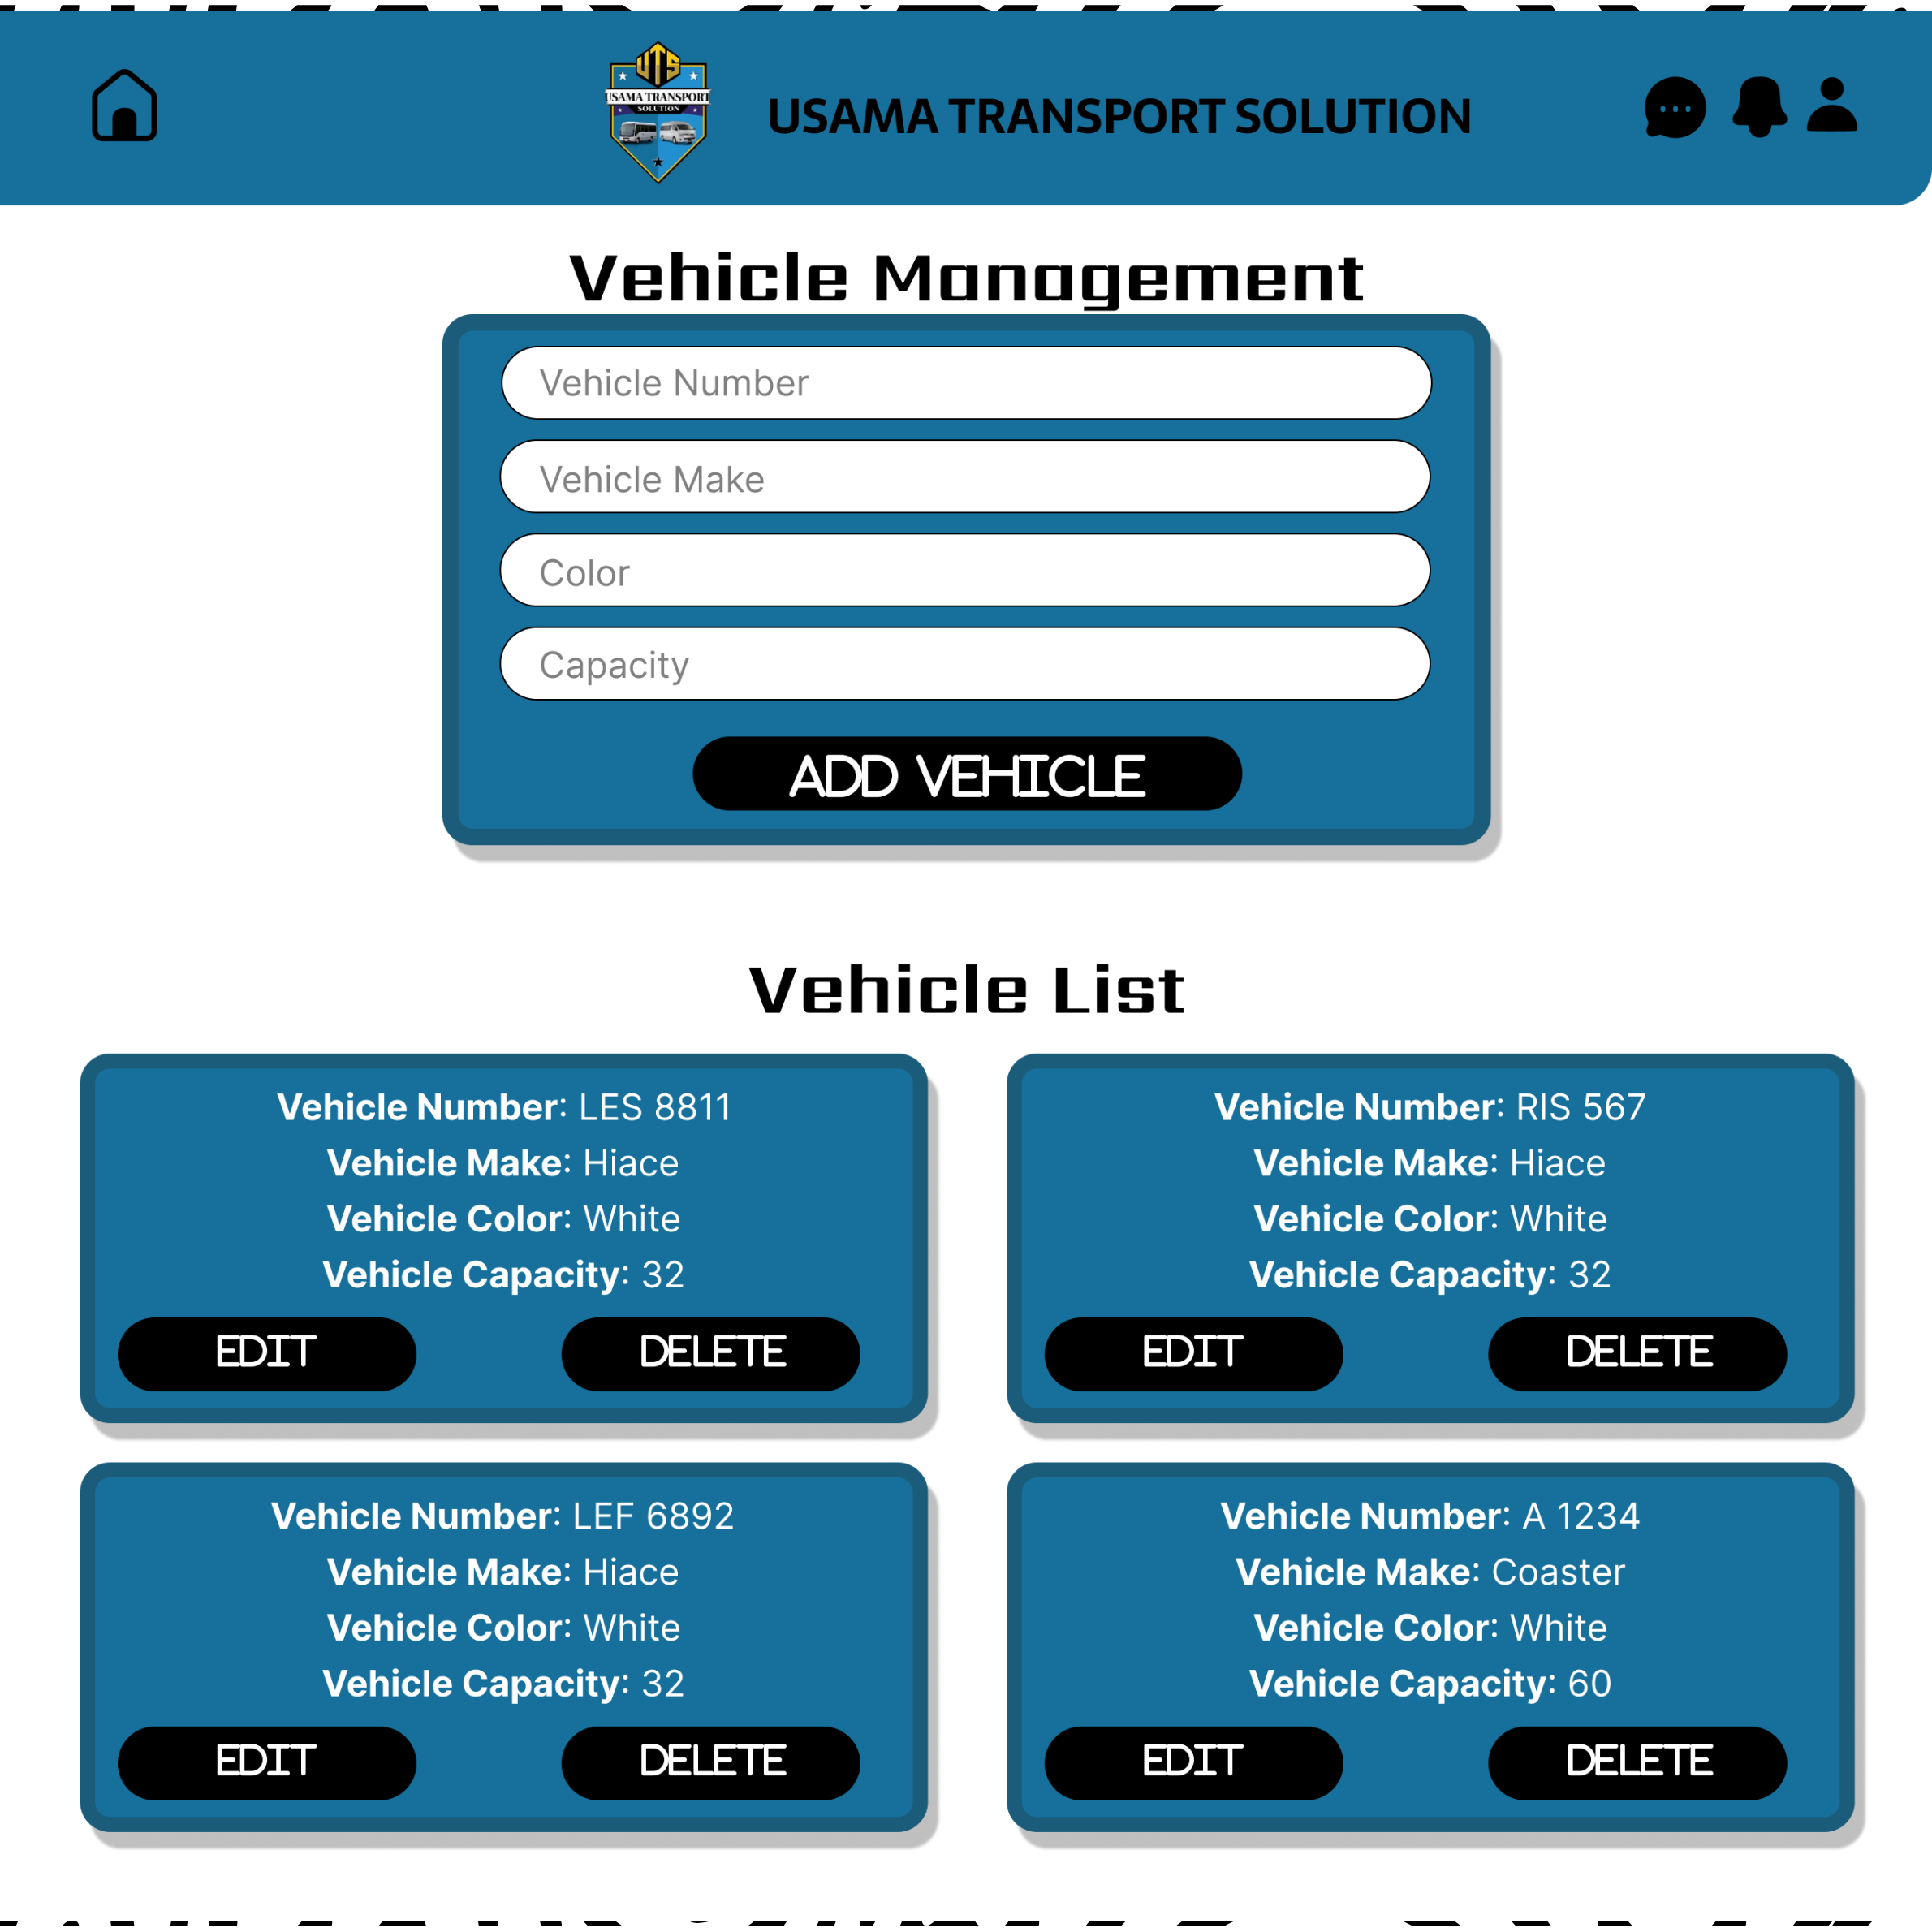 UTS
USAMA TRANSPORT
SOLUTION
USAMA TRANSPORT SOLUTION
Vehicle Management
Vehicle Number
Vehicle Make
Color
Capacity
ADD VEHICLE
Vehicle List
Vehicle Number: LES 8811
Vehicle Make: Hiace
Vehicle Color: White
Vehicle Capacity: 32
EDIT DELETE
Vehicle Number: RIS 567
Vehicle Make: Hiace
Vehicle Color: White
Vehicle Capacity: 32
EDIT DELETE
Vehicle Number: LEF 6892
Vehicle Make: Hiace
Vehicle Color: White
Vehicle Capacity: 32
EDIT DELETE
Vehicle Number: A 1234
Vehicle Make: Coaster
Vehicle Color: White
Vehicle Capacity: 60
EDIT DELETE